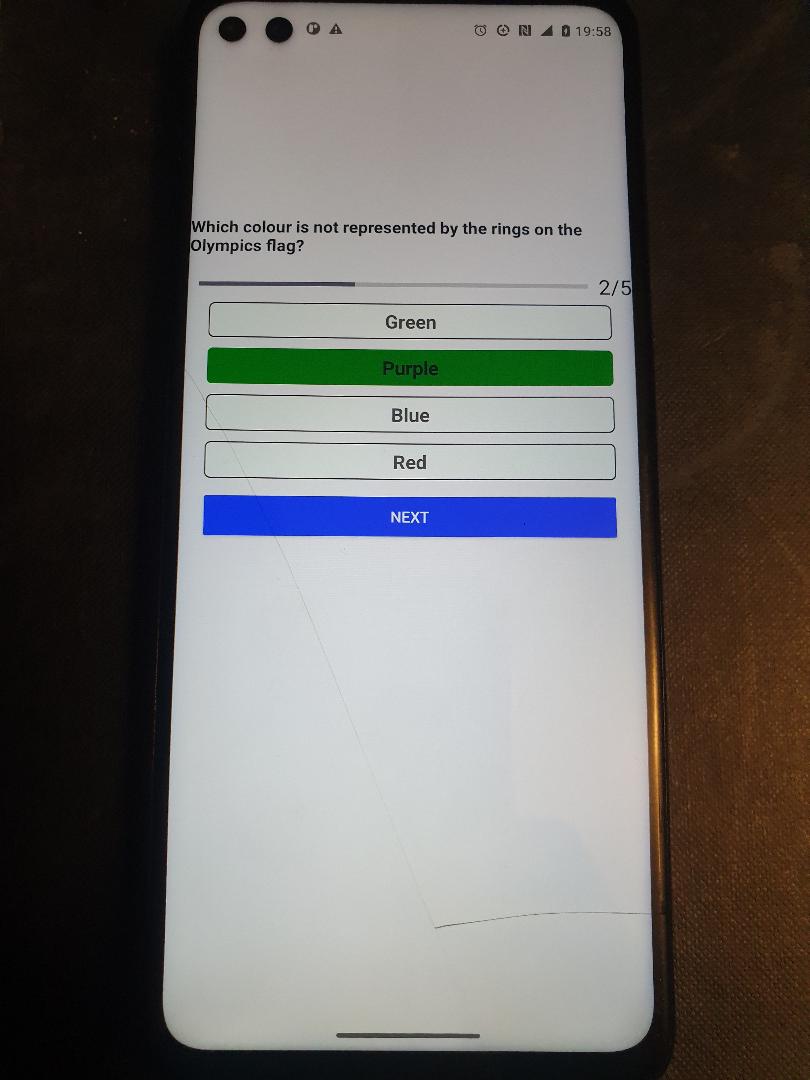 19:58
Which colour is not represented by the rings on the
Olympics flag?
2/5
Green
Purple
Blue
Red
NEXT